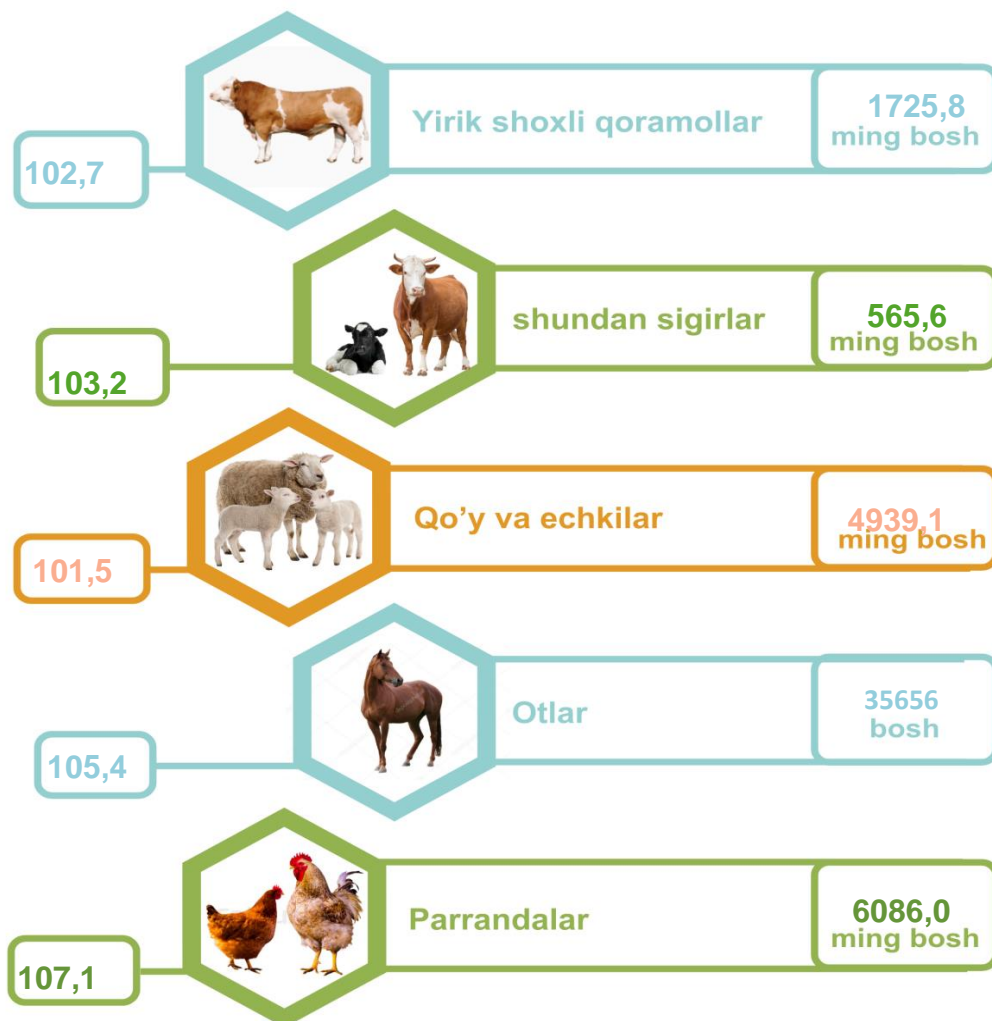 Yirik shoxli qoramollar
1725,8
ming bosh
102,7
shundan sigirlar
565,6
ming bosh
103,2
Qo’y va echkilar
4939,1
ming bosh
101,5
Otlar
35656
bosh
105,4
Parrandalar
6086,0
ming bosh
107,1